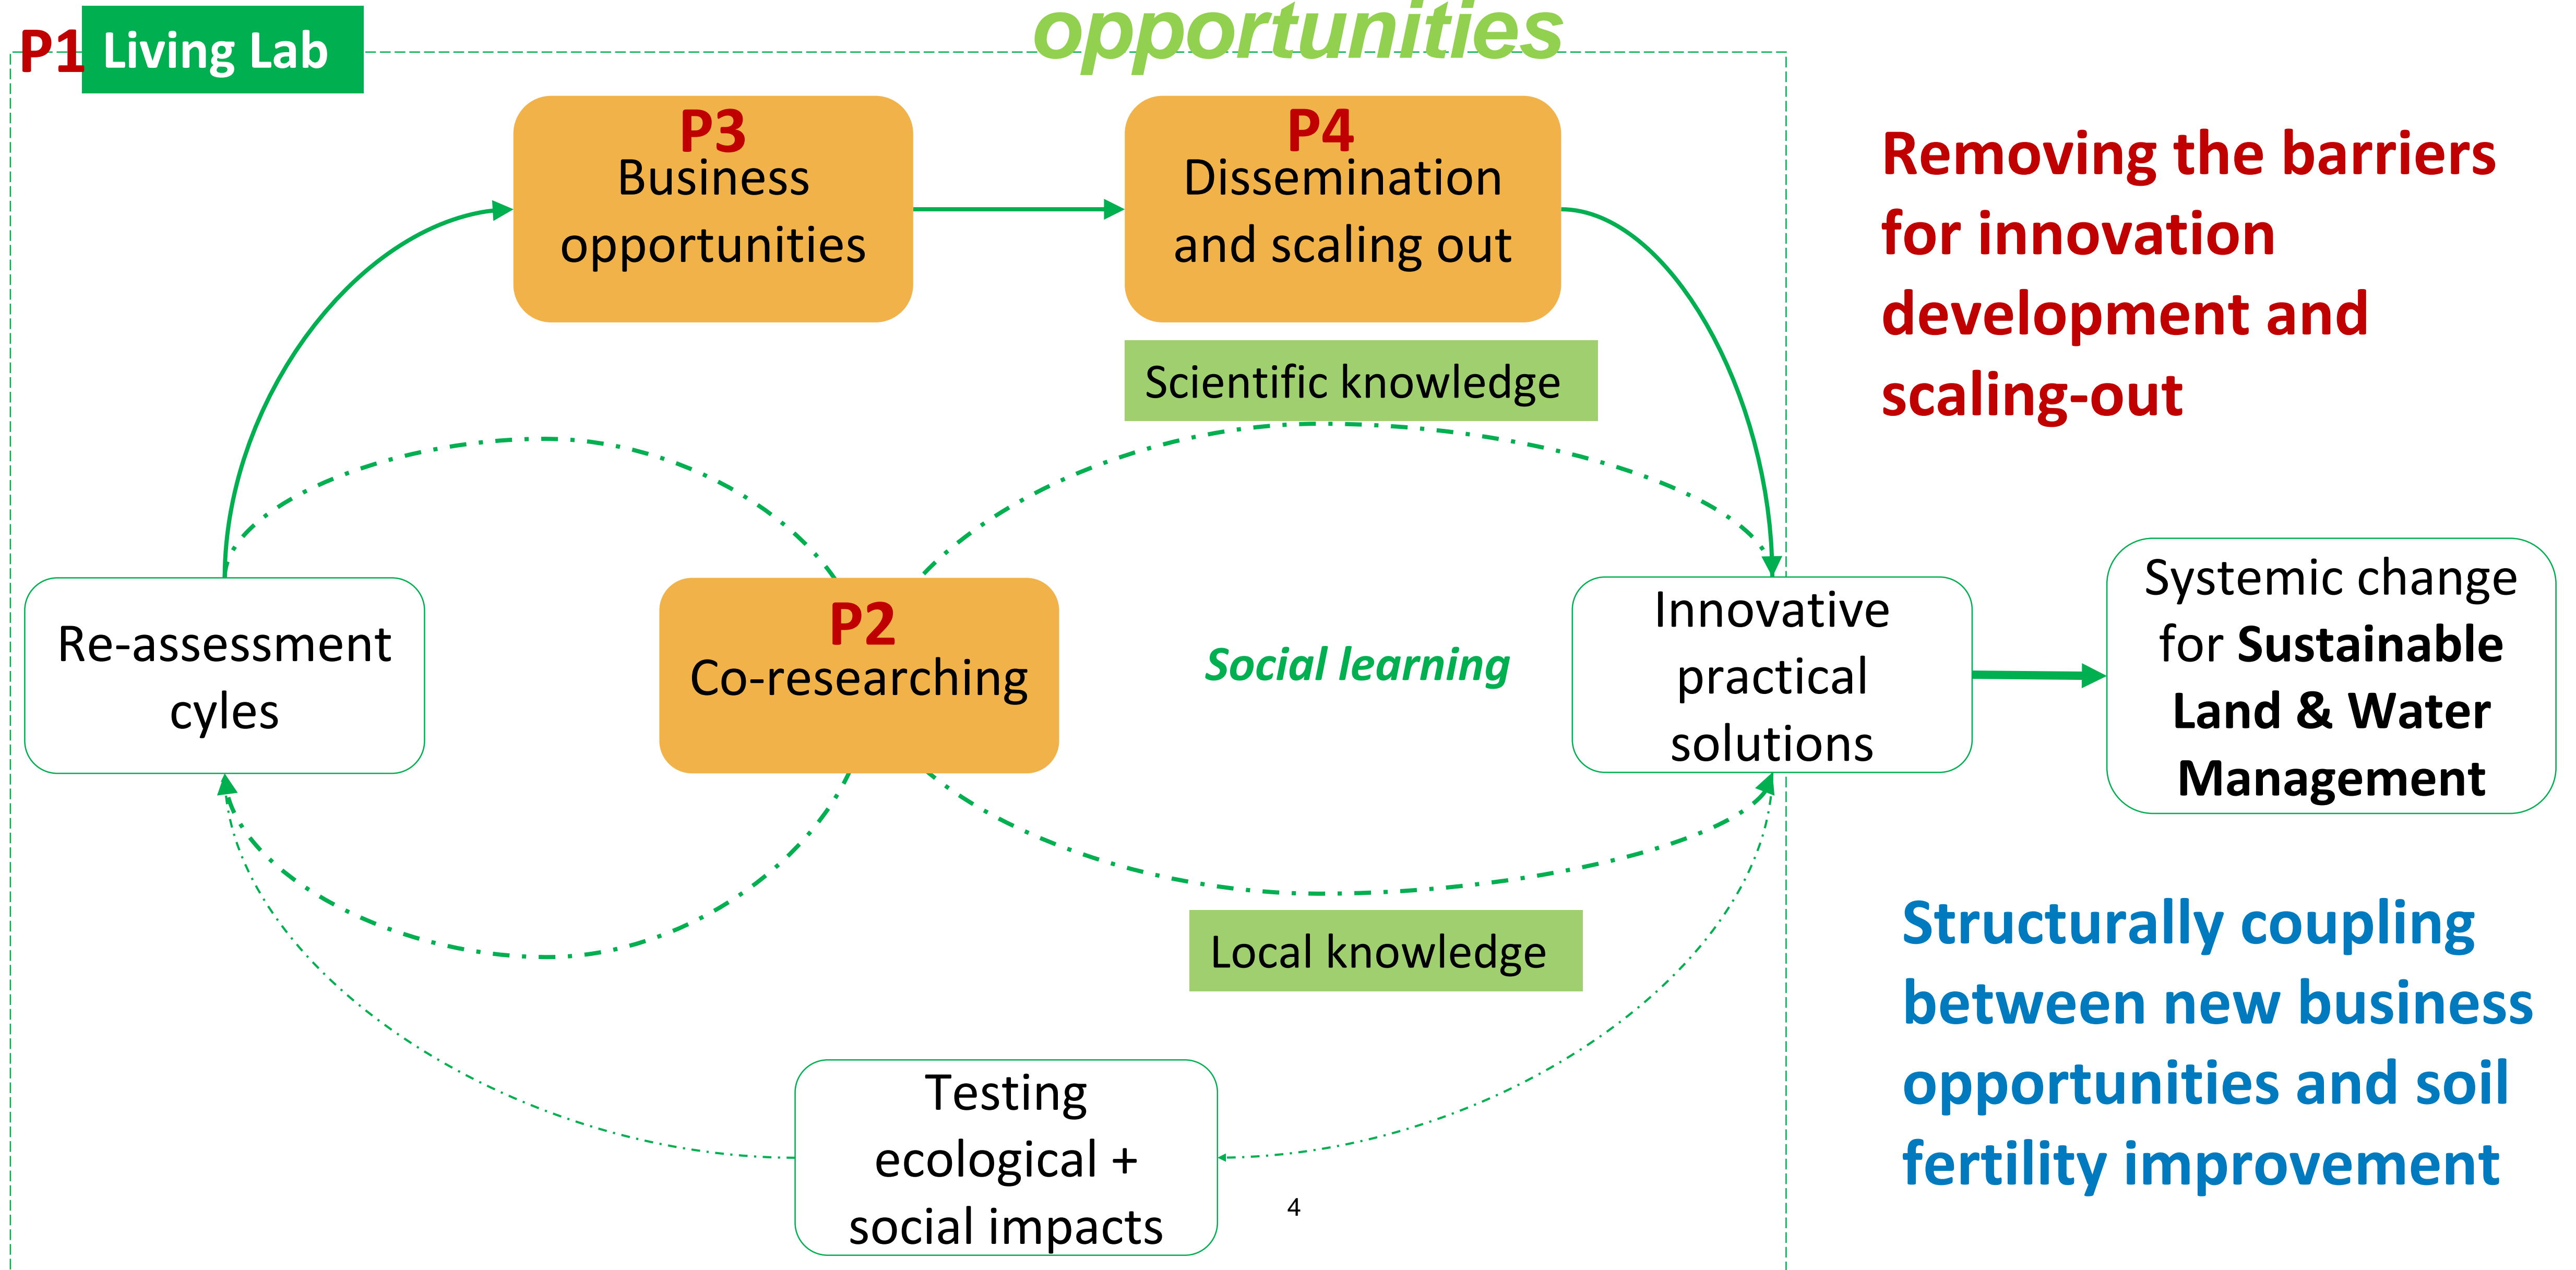 opportunities
P1 Living Lab
P3
Business
opportunities
P4
Dissemination
and scaling out
Removing the barriers
for innovation
development and
scaling-out
Scientific knowledge
Re-assessment
cyles
P2
Co-researching
Social learning
Innovative
practical
solutions
Systemic change
for Sustainable
Land & Water
Management
Local knowledge
Structurally coupling
between new business
opportunities and soil
fertility improvement
Testing
ecological +
social impacts
4